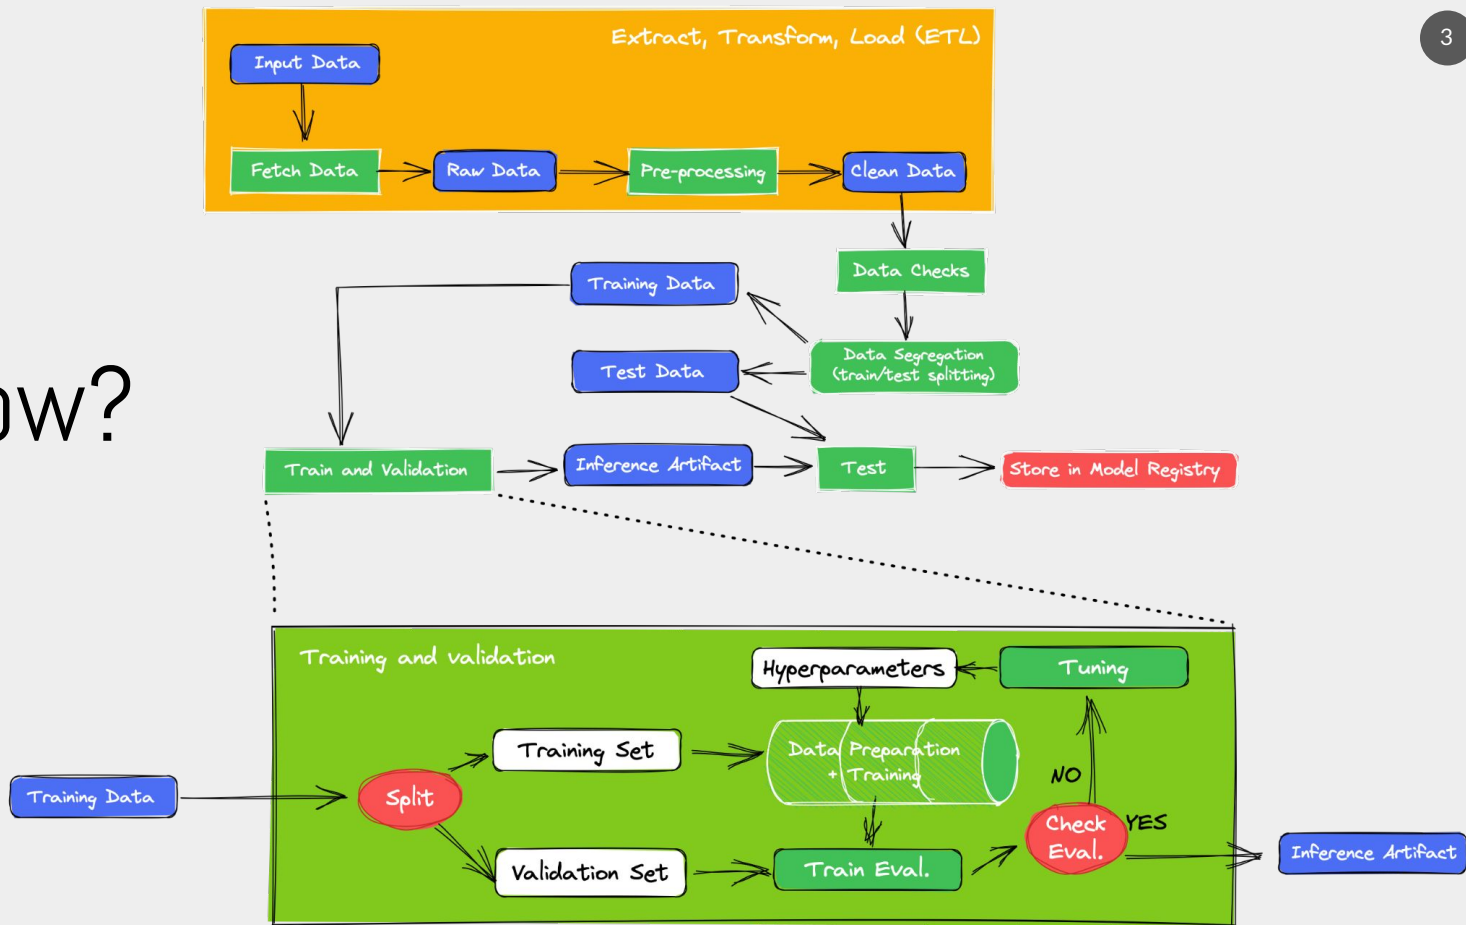 3
Extract, Transform, Load (ETL)
Input Data
Fetch Data
Raw Data
Pre-processing
Clean Data
Data Checks
Training Data
Data Segregation
(train/test splitting)
Test Data
ow?
Train and Validation
Inference Artifact
Test
Store in Model Registry
Training and validation
Hyperparameters
Tuning
Training Set
Data Preparation
+ Training
NO
Training Data
Split
Check
Eval.
YES
Validation Set
Train Eval.
Inference Artifact